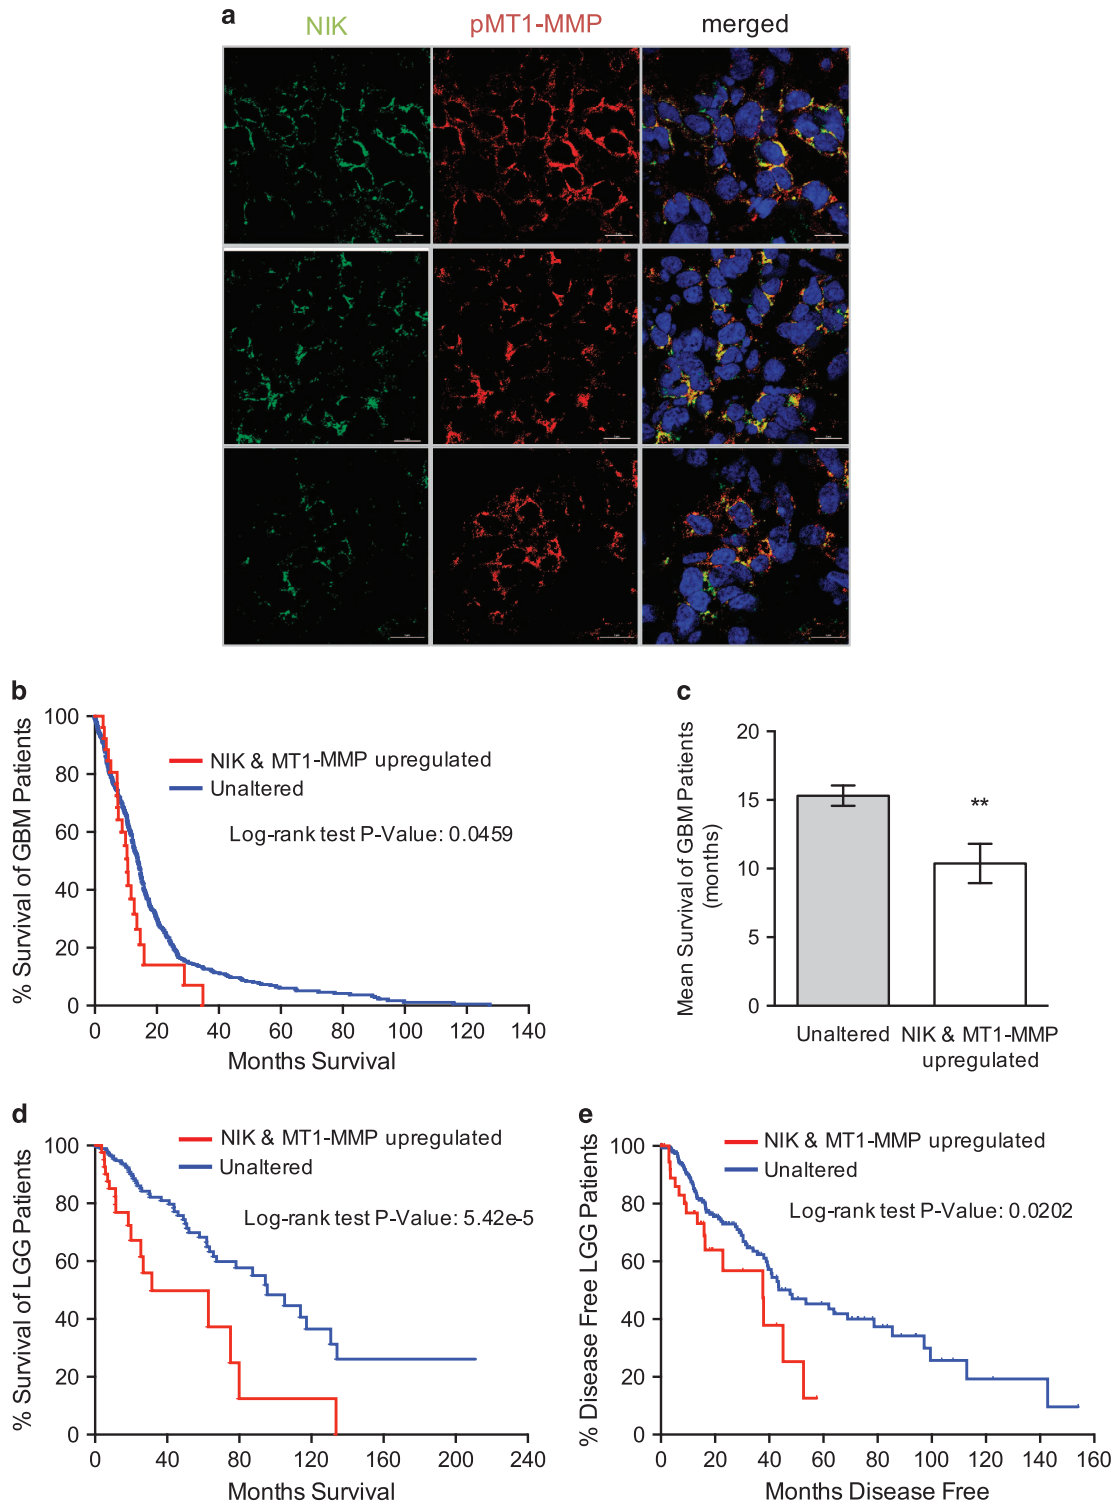 a
NIK
pMT1-MMP
merged
b
100
80
60
40
20
0
% Survival of GBM Patients
NIK & MT1-MMP upregulated
Unaltered
Log-rank test P-Value: 0.0459
0 20 40 60 80 100 120 140
Months Survival
c
20
15
10
5
0
Mean Survival of GBM Patients
(months)
**
Unaltered
NIK & MT1-MMP
upregulated
d
100
80
60
40
20
0
% Survival of LGG Patients
NIK & MT1-MMP upregulated
Unaltered
Log-rank test P-Value: 5.42e-5
0 40 80 120 160 200 240
Months Survival
e
100
80
60
40
20
0
% Disease Free LGG Patients
NIK & MT1-MMP upregulated
Unaltered
Log-rank test P-Value: 0.0202
0 20 40 60 80 100 120 140 160
Months Disease Free